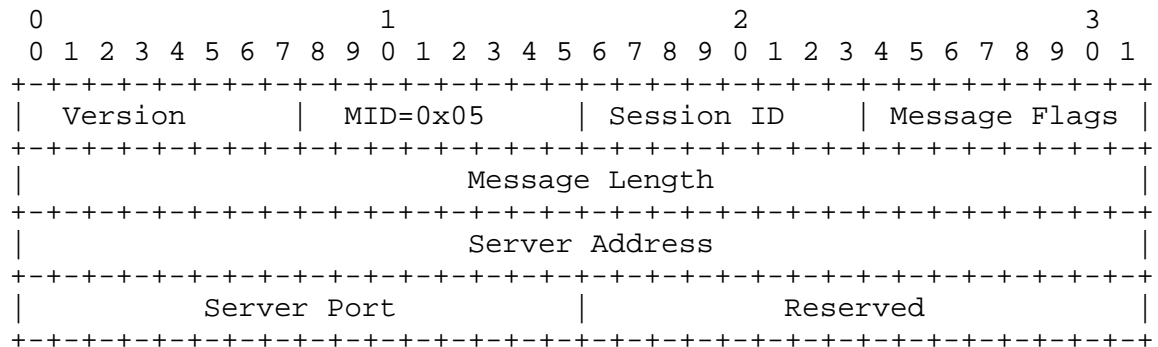 0                   1                   2                   3
 0 1 2 3 4 5 6 7 8 9 0 1 2 3 4 5 6 7 8 9 0 1 2 3 4 5 6 7 8 9 0 1
+-+-+-+-+-+-+-+-+-+-+-+-+-+-+-+-+-+-+-+-+-+-+-+-+-+-+-+-+-+-+-+-+
|  Version      |  MID=0x05     | Session ID    | Message Flags |
+-+-+-+-+-+-+-+-+-+-+-+-+-+-+-+-+-+-+-+-+-+-+-+-+-+-+-+-+-+-+-+-+
|                         Message Length                        |
+-+-+-+-+-+-+-+-+-+-+-+-+-+-+-+-+-+-+-+-+-+-+-+-+-+-+-+-+-+-+-+-+
|                         Server Address                        |
+-+-+-+-+-+-+-+-+-+-+-+-+-+-+-+-+-+-+-+-+-+-+-+-+-+-+-+-+-+-+-+-+
|          Server Port          |           Reserved            |
+-+-+-+-+-+-+-+-+-+-+-+-+-+-+-+-+-+-+-+-+-+-+-+-+-+-+-+-+-+-+-+-+